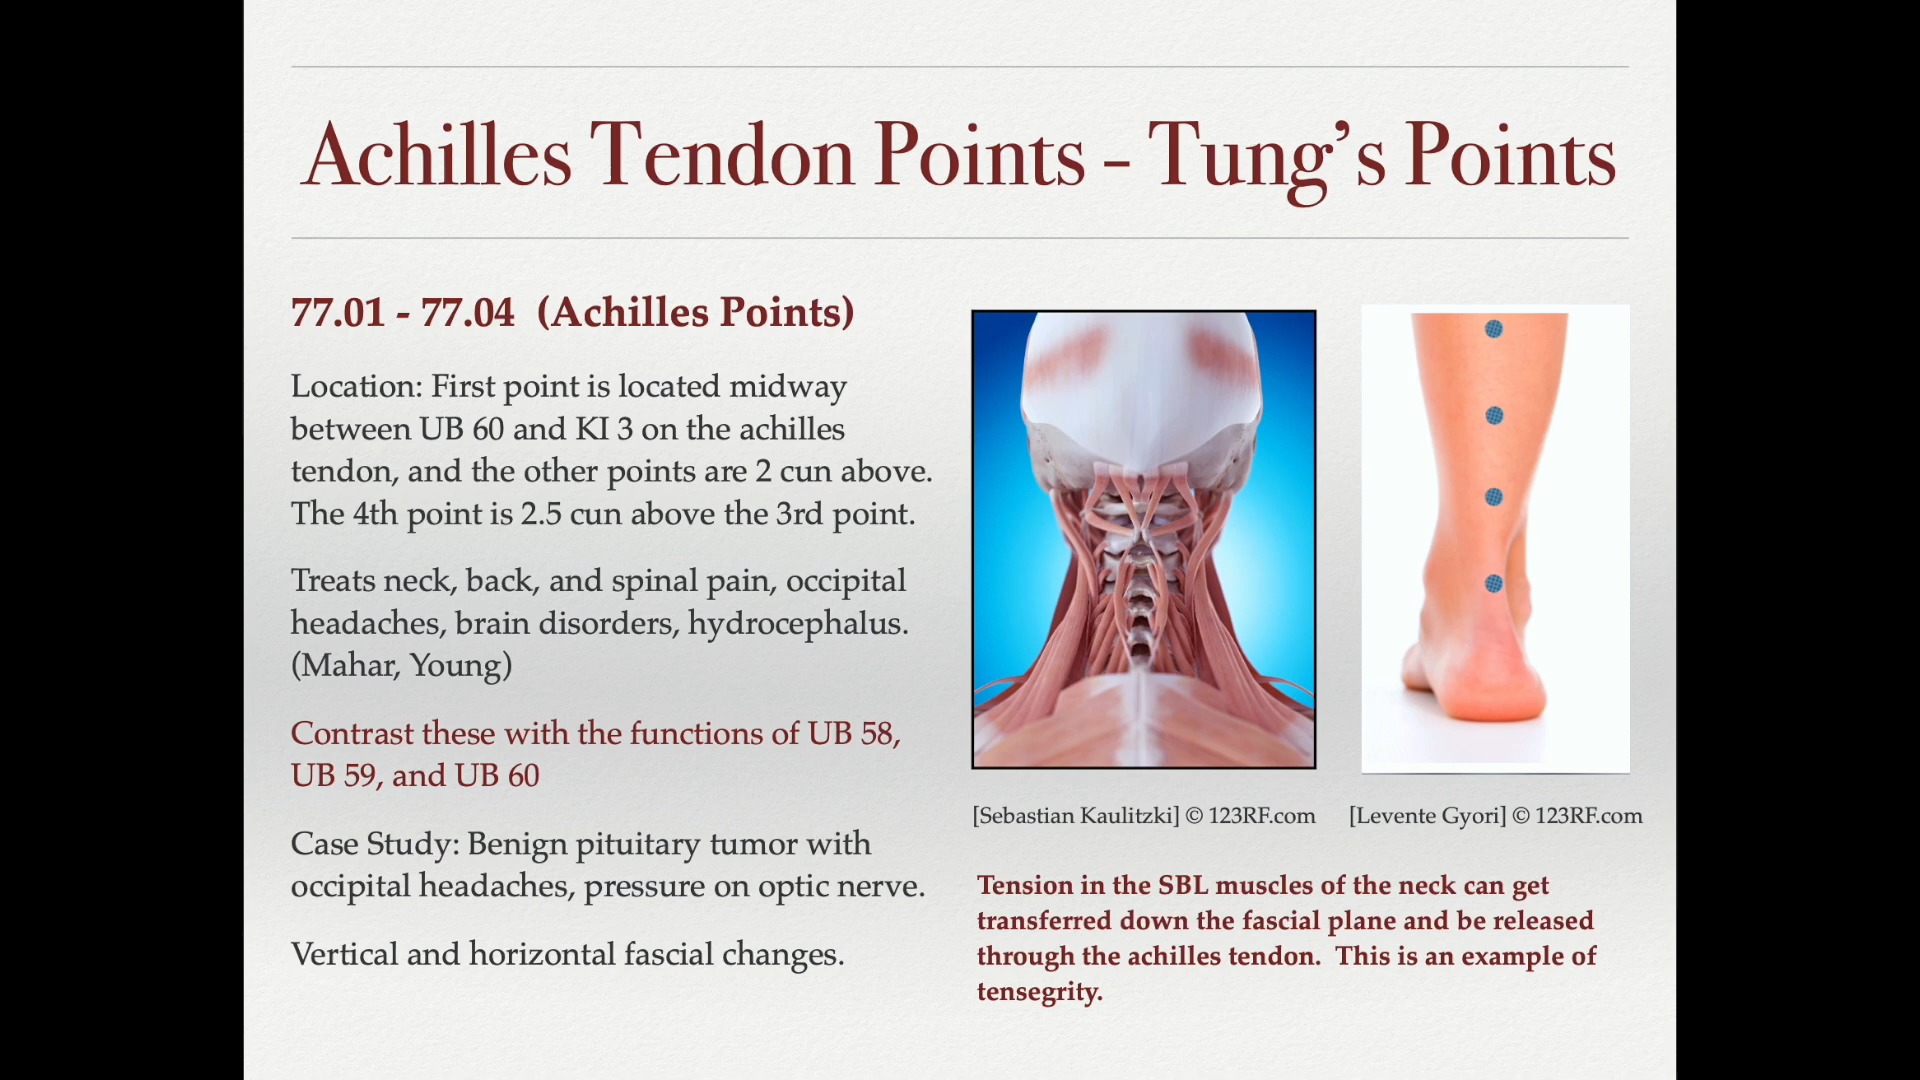 Achilles Tendon Points - Tung's Points
77.01 - 77.04 (Achilles Points)
Location: First point is located midway
between UB 60 and KI 3 on the achilles
tendon, and the other points are 2 cun above.
The 4th point is 2.5 cun above the 3rd point.
Treats neck, back, and spinal pain, occipital
headaches, brain disorders, hydrocephalus.
(Mahar, Young)
Contrast these with the functions of UB 58,
UB 59, and UB 60
Case Study: Benign pituitary tumor with
occipital headaches, pressure on optic nerve.
Vertical and horizontal fascial changes.
[Sebastian Kaulitzki] © 123RF.com
[Levente Gyori] © 123RF.com
Tension in the SBL muscles of the neck can get
transferred down the fascial plane and be released
through the achilles tendon. This is an example of
tensegrity.